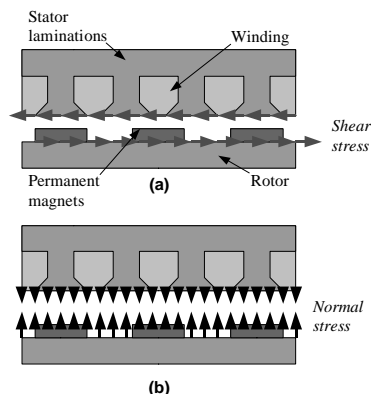 Stator
laminations
Winding
Shear
stress
Permanent
magnets
(a)
Rotor
Normal
stress
(b)